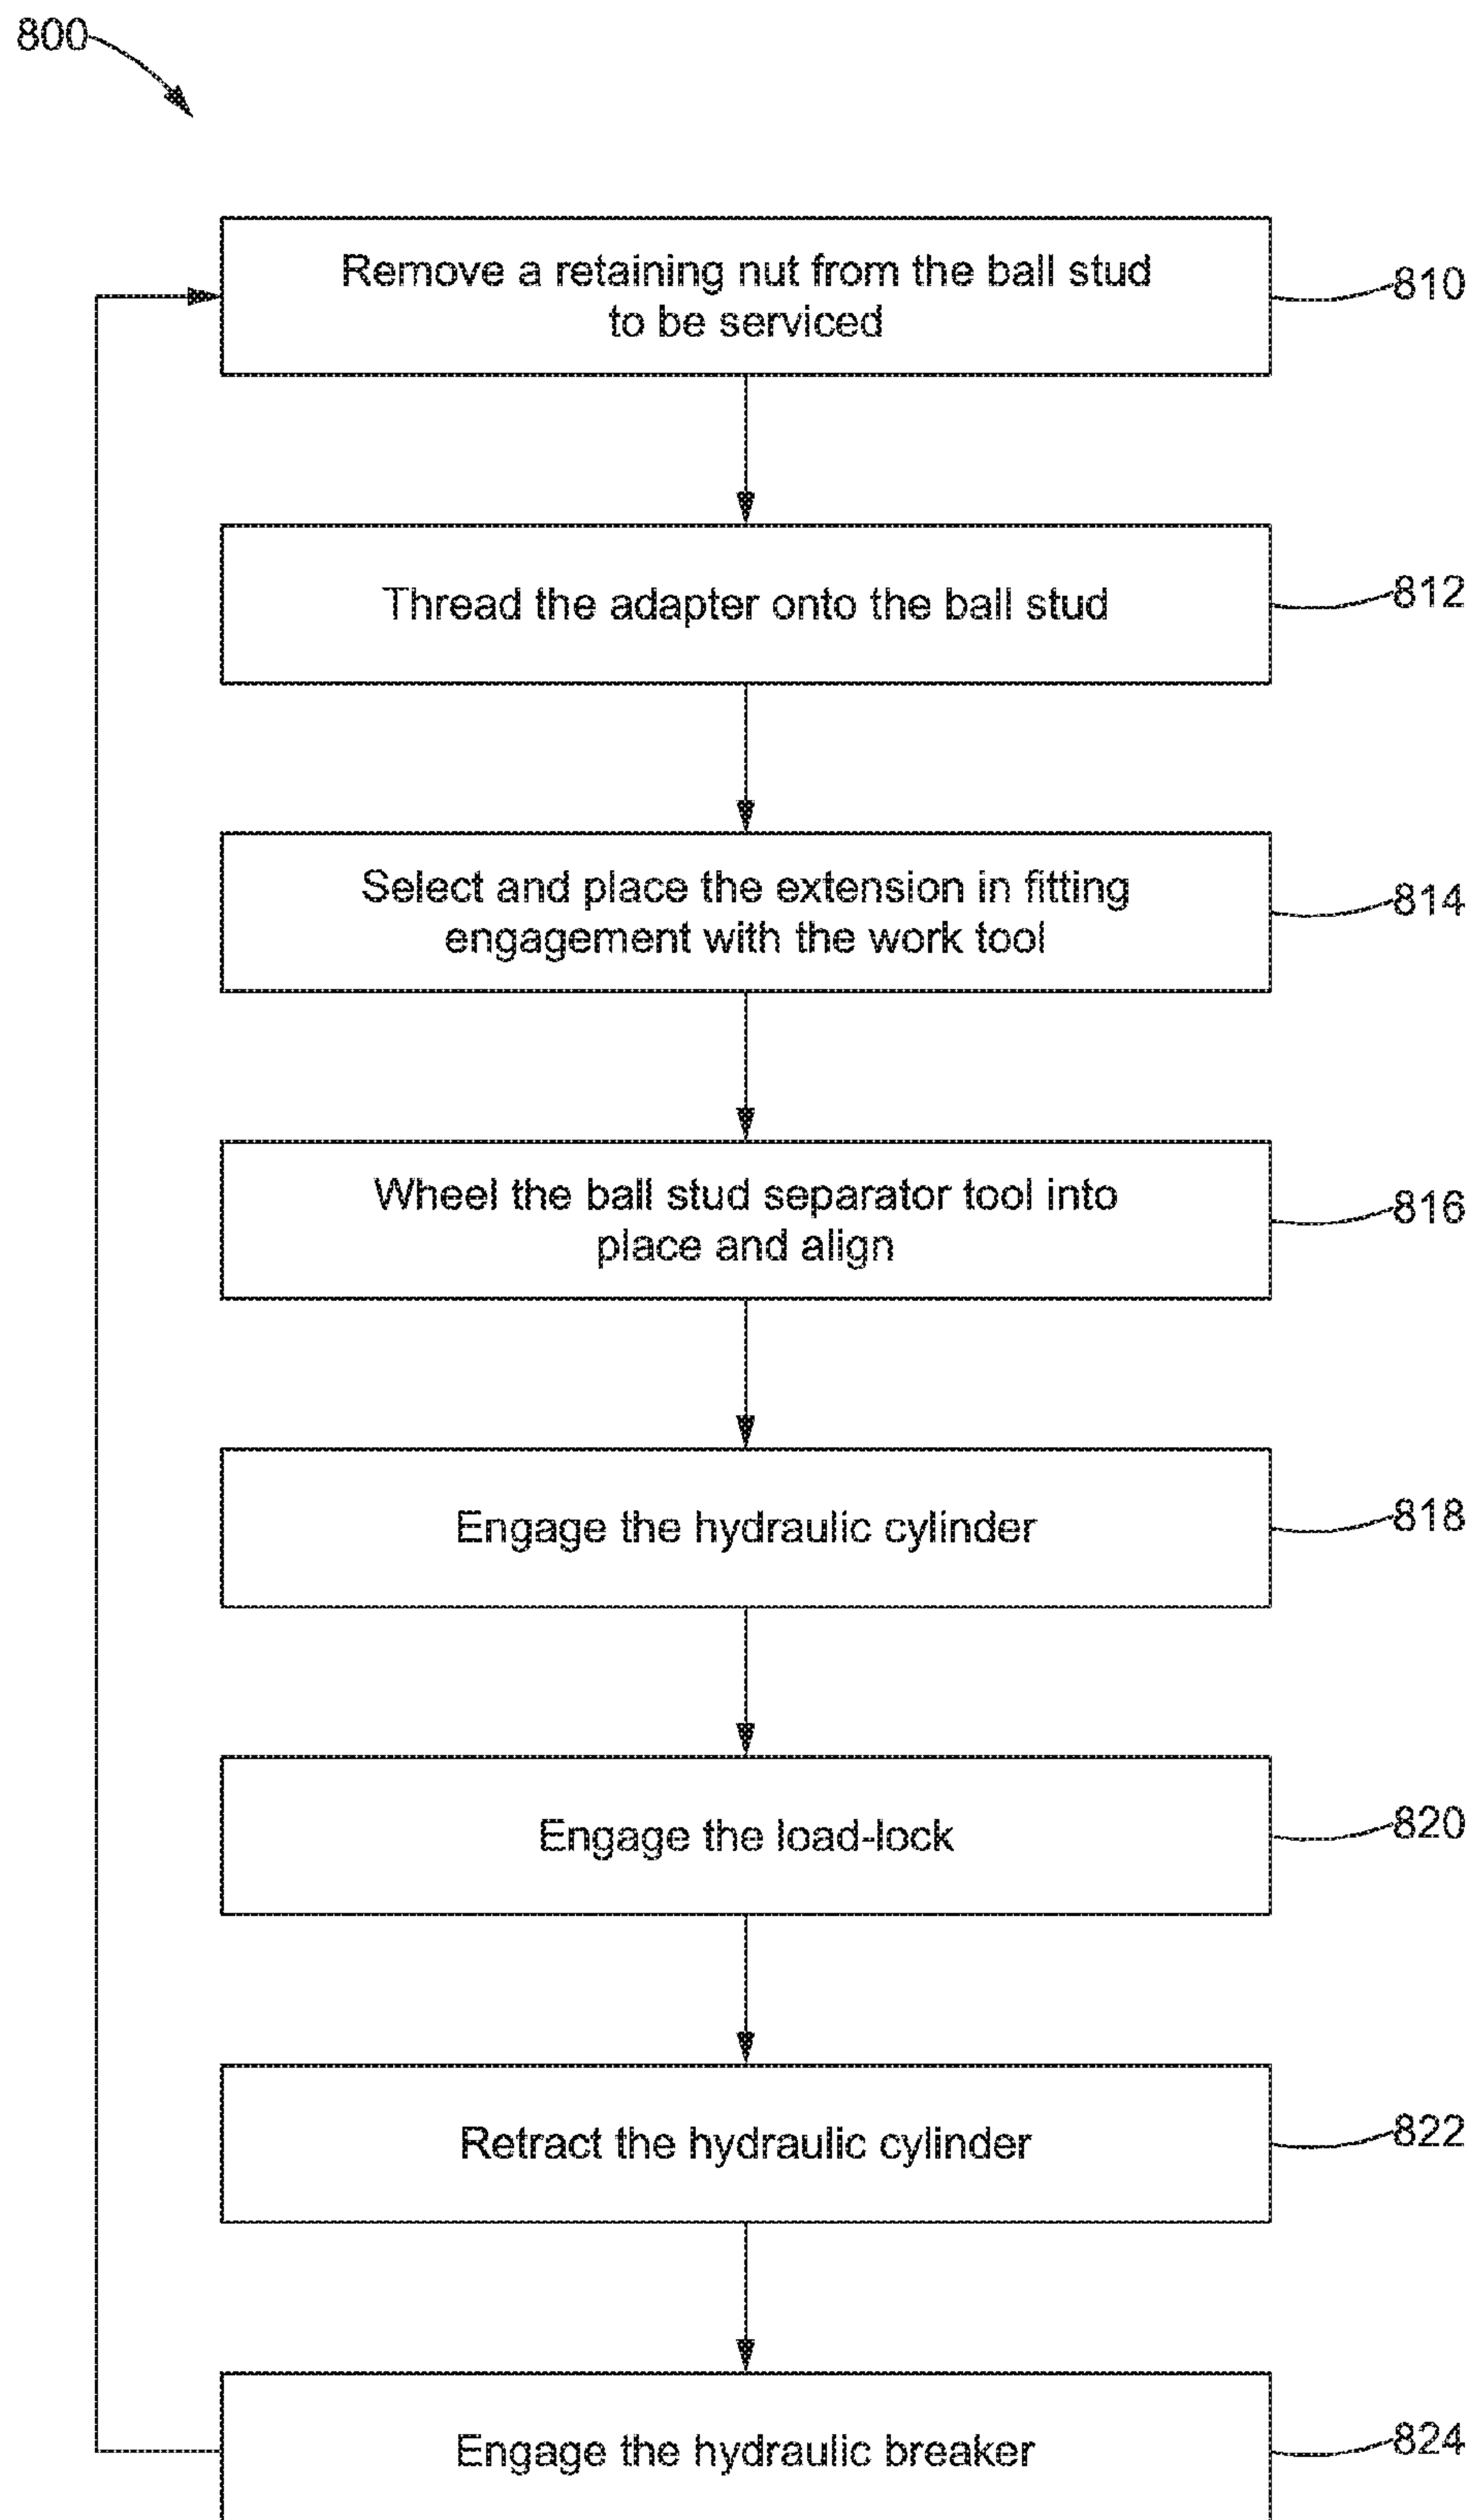 800
Remove a retaining nut from the ball stud
to be serviced
810
Thread the adapter onto the ball stud
812
Select and place the extension in fitting
engagement with the work tool
814
Wheel the ball stud separator tool into
place and align
816
Engage the hydraulic cylinder
818
Engage the load-lock
820
Retract the hydraulic cylinder
822
Engage the hydraulic breaker
824